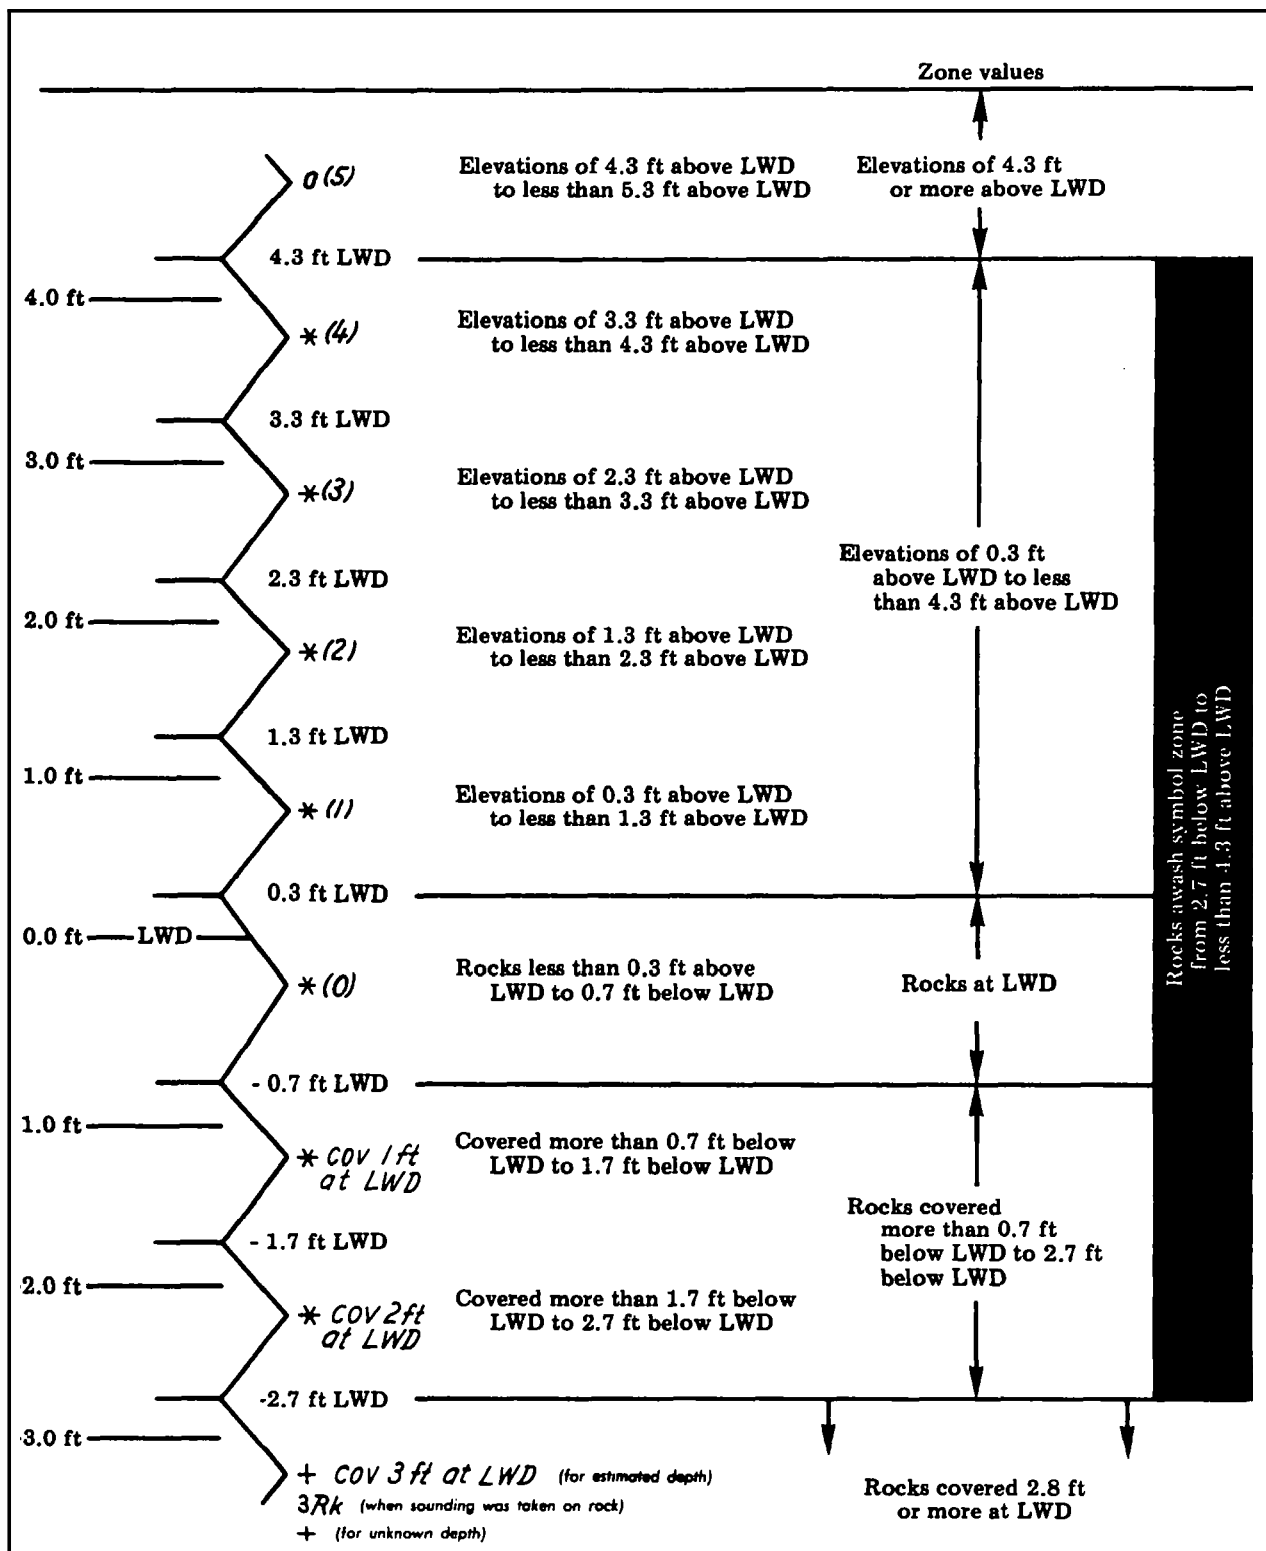 Zone values
o (5)
Elevations of 4.3 ft above LWD
to less than 5.3 ft above LWD
Elevations of 4.3 ft
or more above LWD
4.3 ft LWD
4.0 ft
* (4)
Elevations of 3.3 ft above LWD
to less than 4.3 ft above LWD
3.3 ft LWD
3.0 ft
* (3)
Elevations of 2.3 ft above LWD
to less than 3.3 ft above LWD
Elevations of 0.3 ft
above LWD to less
than 4.3 ft above LWD
2.3 ft LWD
2.0 ft
* (2)
Elevations of 1.3 ft above LWD
to less than 2.3 ft above LWD
1.3 ft LWD
1.0 ft
* (1)
Elevations of 0.3 ft above LWD
to less than 1.3 ft above LWD
0.3 ft LWD
0.0 ft LWD
* (0)
Rocks less than 0.3 ft above
LWD to 0.7 ft below LWD
Rocks at LWD
Rocks awash symbol zone
from 2.7 ft below LWD to
less than 4.3 ft above LWD
- 0.7 ft LWD
1.0 ft
* Cov 1 ft
at LWD
Covered more than 0.7 ft below
LWD to 1.7 ft below LWD
- 1.7 ft LWD
Rocks covered
more than 0.7 ft
below LWD to 2.7 ft
below LWD
-2.0 ft
* Cov 2 ft
at LWD
Covered more than 1.7 ft below
LWD to 2.7 ft below LWD
-2.7 ft LWD
-3.0 ft
+ Cov 3 ft at LWD (for estimated depth)
3 Rk (when sounding was taken on rock)
+ (for unknown depth)
Rocks covered 2.8 ft
or more at LWD